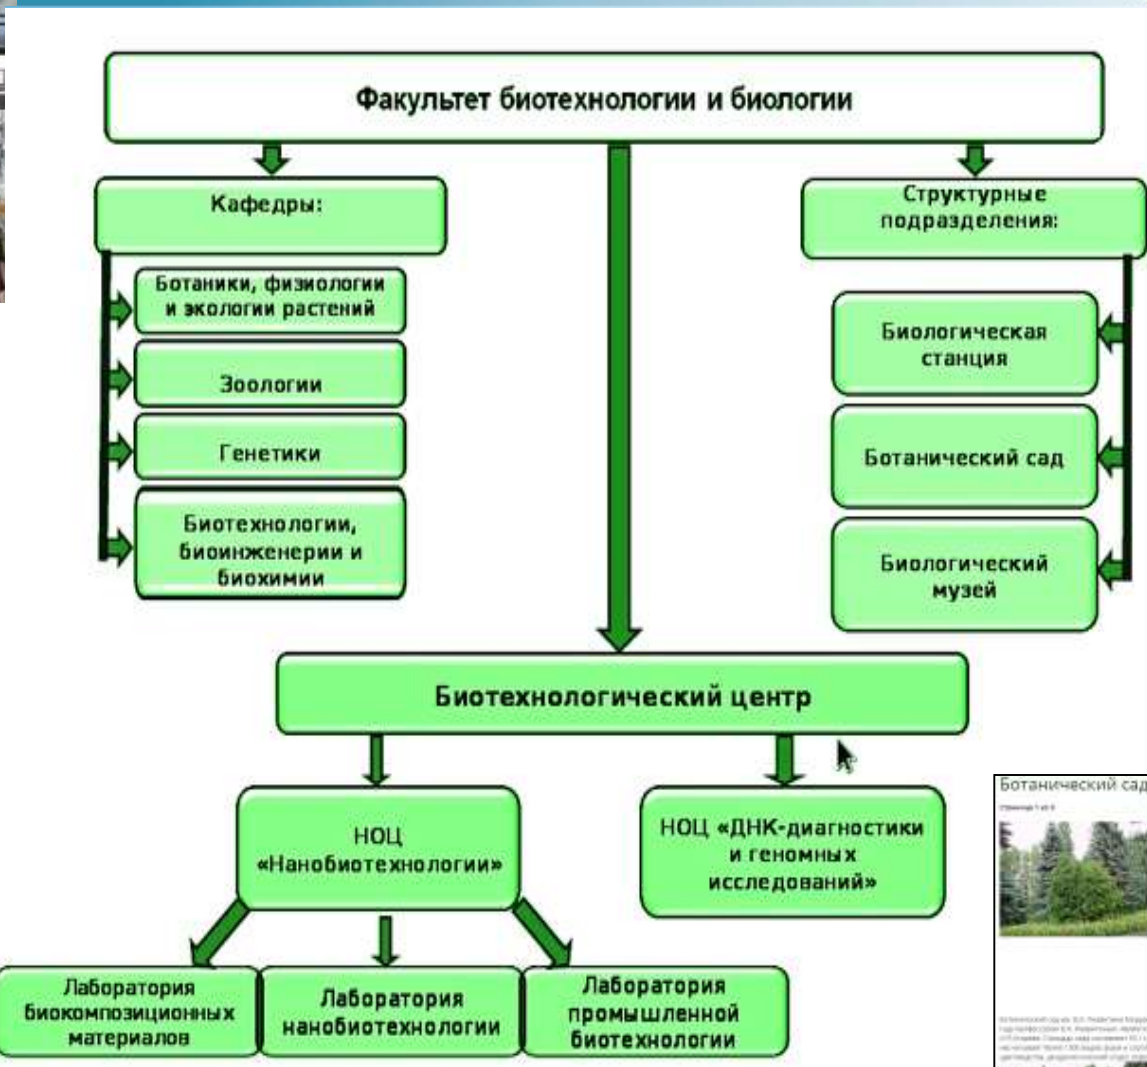 Факультет биотехнологии и биологии
Кафедры:
Ботаники, физиологии
и экологии растений
Зоологии
Генетики
Биотехнологии,
биоинженерии и
биохимии
Структурные
подразделения:
Биологическая
станция
Ботанический сад
Биологический
музей
Биотехнологический центр
НОЦ
«Нанобиотехнологии»
НОЦ «ДНК-диагностики
и геномных
исследований»
Лаборатория
биокомпозиционных
материалов
Лаборатория
нанобиотехнологии
Лаборатория
промышленной
биотехнологии
Ботанический сад